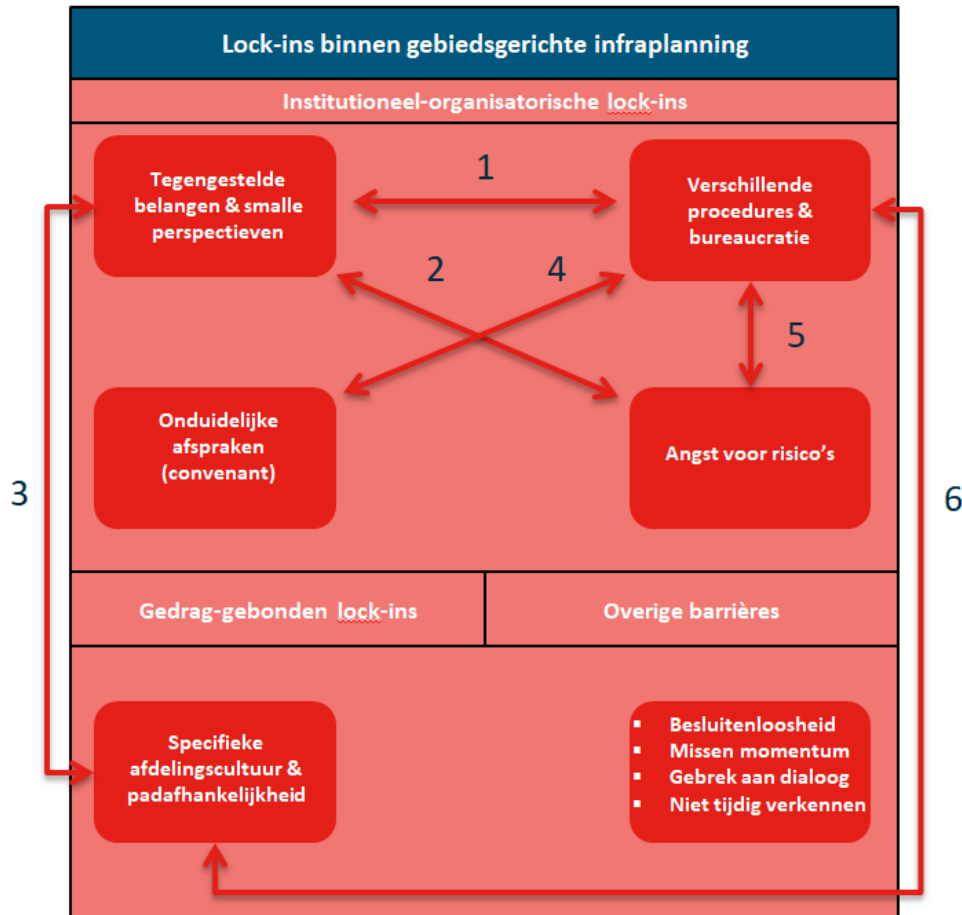 Lock-ins binnen gebiedsgerichte infraplanning
Institutioneel-organisatorische lock-ins
Tegengestelde
belangen & smalle
perspectieven
1
Verschillende
procedures &
bureaucratie
2
4
5
Onduidelijke
afspraken
(convenant)
Angst voor risico's
3
6
Gedrag-gebonden lock-ins
Overige barrières
Specifieke
afdelingscultuur &
padafhankelijkheid
▪ Besluitenloosheid
▪ Missen momentum
▪ Gebrek aan dialoog
▪ Niet tijdig verkennen